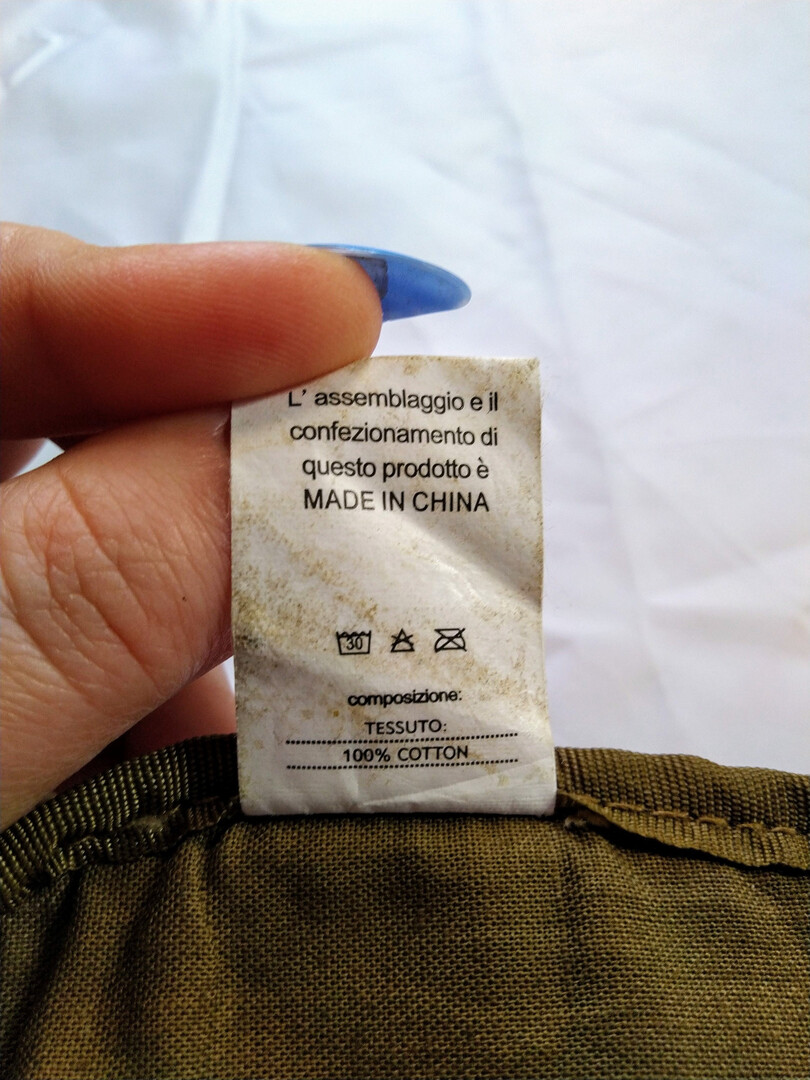 L' assemblaggio e il
confezionamento di
questo prodotto è
MADE IN CHINA
30
composizione:
TESSUTO:
100% COTTON